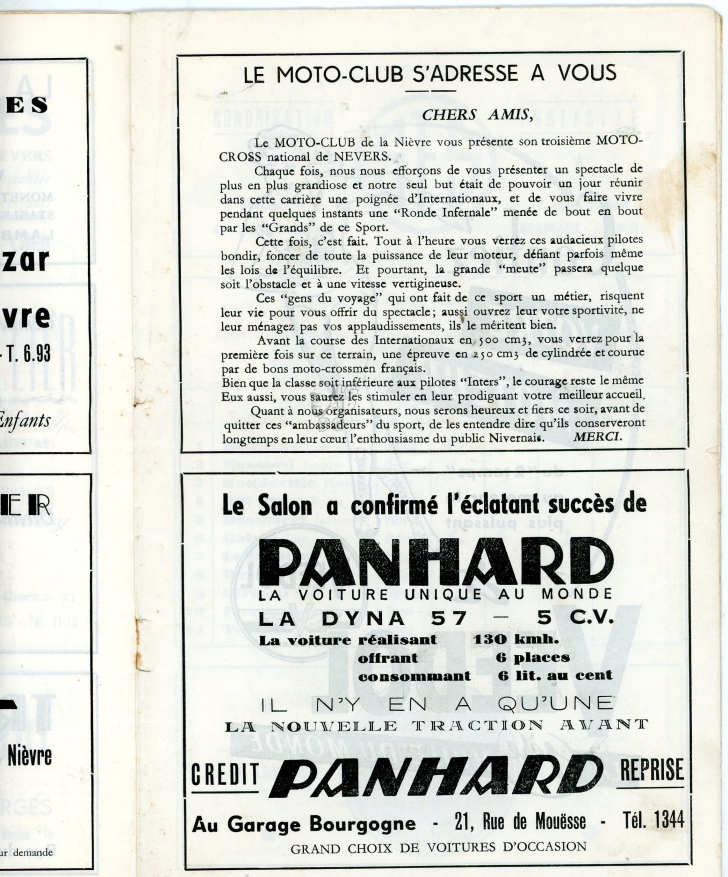 ES
zar
vre
- T. 6.93
Enfants
ER
Nièvre
ur demande
LE MOTO-CLUB S'ADRESSE A VOUS
CHERS AMIS,
Le MOTO-CLUB de la Nièvre vous présente son troisième MOTO-
CROSS national de NEVERS.
Chaque fois, nous nous efforçons de vous présenter un spectacle de
plus en plus grandiose et notre seul but était de pouvoir un jour réunir
dans cette carrière une poignée d'Internationaux, et de vous faire vivre
pendant quelques instants une "Ronde Infernale" menée de bout en bout
par les "Grands" de ce Sport.
Cette fois, c'est fait. Tout à l'heure vous verrez ces audacieux pilotes
bondir, foncer de toute la puissance de leur moteur, défiant parfois même
les lois de l'équilibre. Et pourtant, la grande "meute" passera quelque
soit l'obstacle et à une vitesse vertigineuse.
Ces "gens du voyage" qui ont fait de ce sport un métier, risquent
leur vie pour vous offrir du spectacle; aussi ouvrez leur votre sportivité, ne
leur ménagez pas vos applaudissements, ils le méritent bien.
Avant la course des Internationaux en 500 cm3, vous verrez pour la
première fois sur ce terrain, une épreuve en 250 cm3 de cylindrée et courue
par de bons moto-crossmen français.
Bien que la classe soit inférieure aux pilotes "Inters", le courage reste le même
Eux aussi, vous saurez les stimuler en leur prodiguant votre meilleur accueil.
Quant à nous organisateurs, nous serons heureux et fiers ce soir, avant de
quitter ces "ambassadeurs" du sport, de les entendre dire qu'ils conserveront
longtemps en leur cœur l'enthousiasme du public Nivernais. MERCI.
Le Salon a confirmé l'éclatant succès de
PANHARD
LA VOITURE UNIQUE AU MONDE
LA DYNA 57 — 5 C.V.
La voiture réalisant 130 kmh.
offrant 6 places
consommant 6 lit. au cent
IL N'Y EN A QU'UNE
LA NOUVELLE TRACTION AVANT
CREDIT PANHARD REPRISE
Au Garage Bourgogne - 21, Rue de Mouësse - Tél. 1344
GRAND CHOIX DE VOITURES D'OCCASION